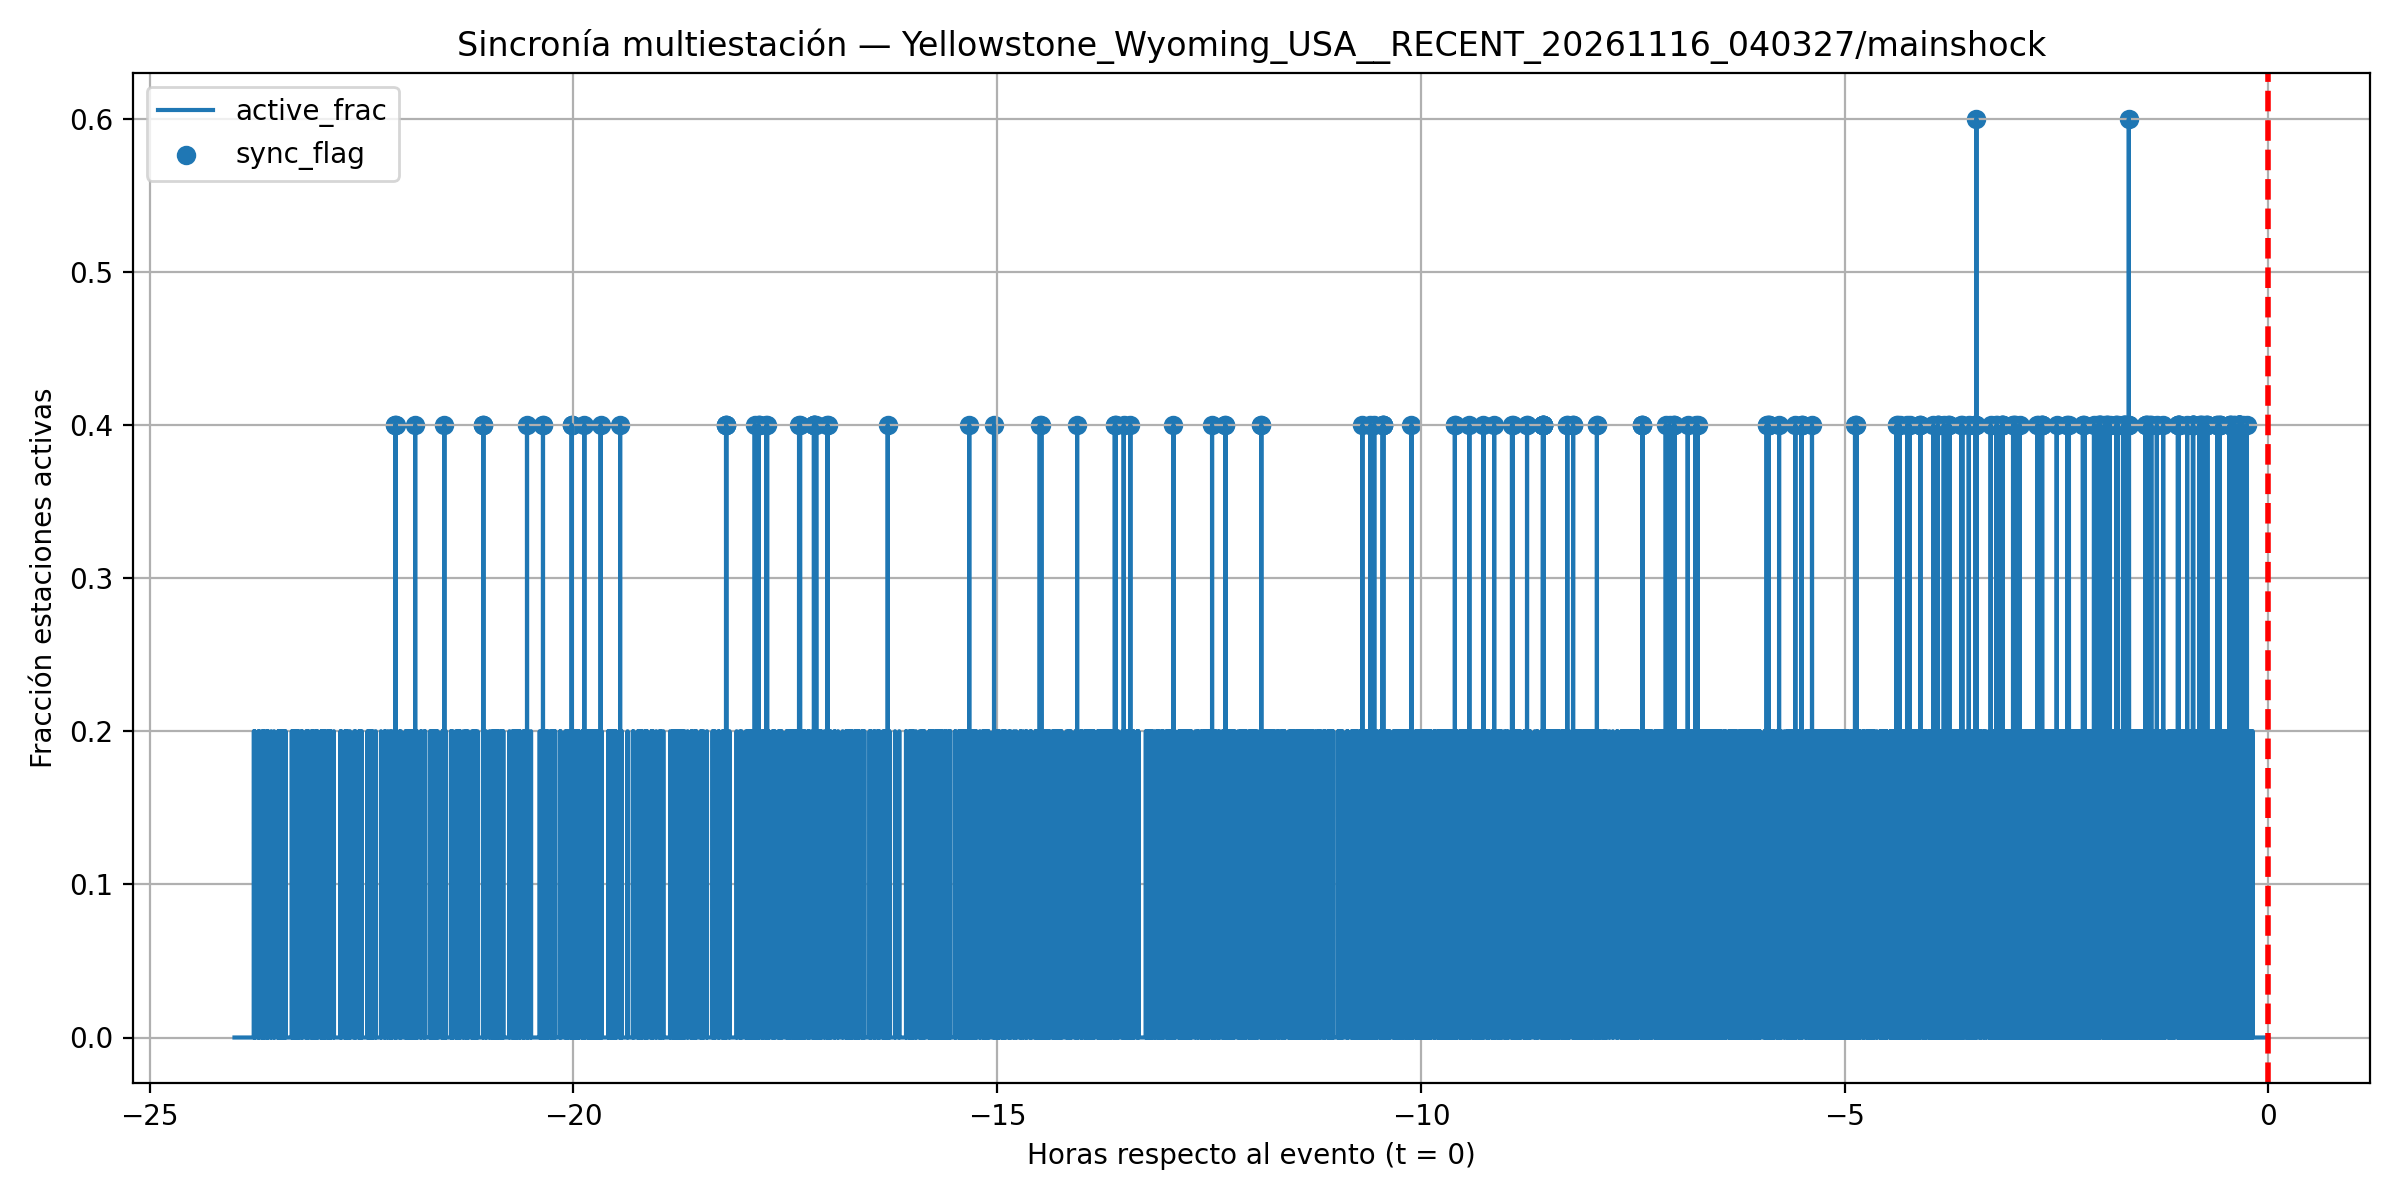 Sincronía multiestación — Yellowstone_Wyoming_USA__RECENT_20261116_040327/mainshock
active_frac
sync_flag
Fracción estaciones activas
0.6
0.5
0.4
0.3
0.2
0.1
0.0
−25
−20
−15
−10
−5
0
Horas respecto al evento (t = 0)